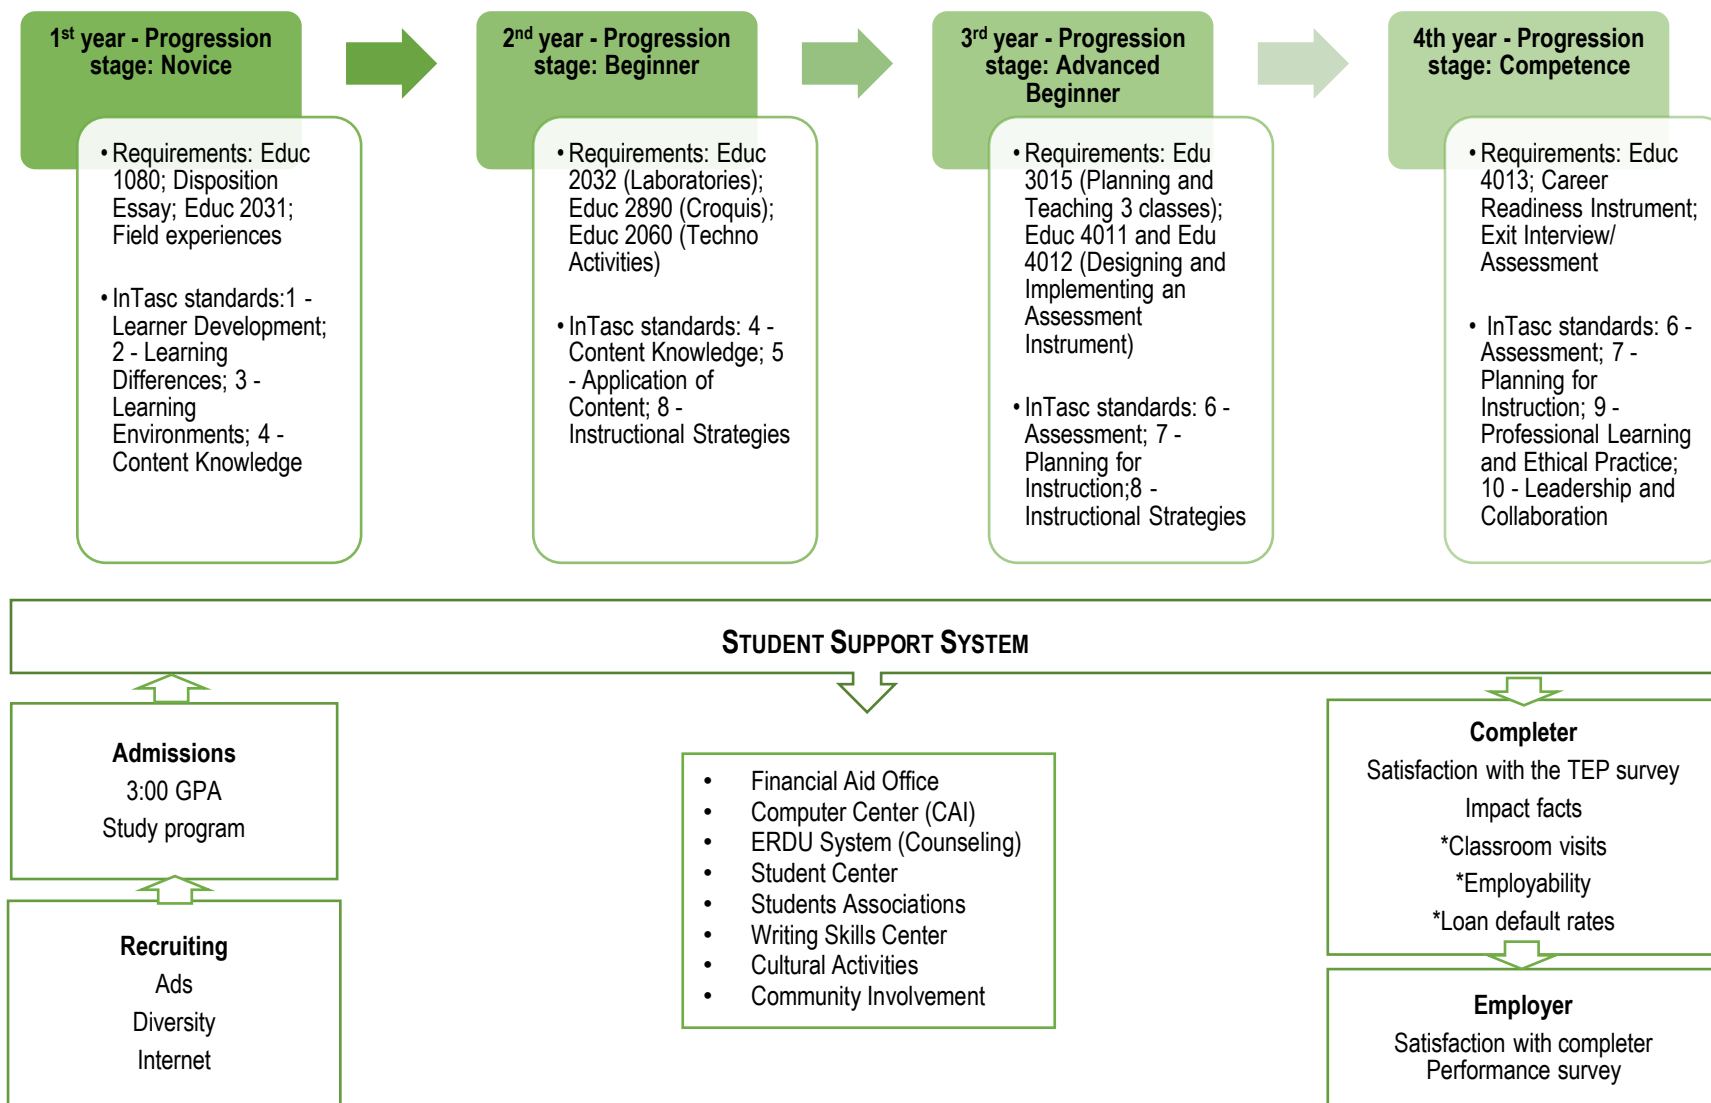 1st year - Progression
stage: Novice
• Requirements: Educ
1080; Disposition
Essay; Educ 2031;
Field experiences
• InTasc standards:1 -
Learner Development;
2 - Learning
Differences; 3 -
Learning
Environments; 4 -
Content Knowledge
2nd year - Progression
stage: Beginner
• Requirements: Educ
2032 (Laboratories);
Educ 2890 (Croquis);
Educ 2060 (Techno
Activities)
• InTasc standards: 4 -
Content Knowledge; 5
- Application of
Content; 8 -
Instructional Strategies
3rd year - Progression
stage: Advanced
Beginner
• Requirements: Edu
3015 (Planning and
Teaching 3 classes);
Educ 4011 and Edu
4012 (Designing and
Implementing an
Assessment
Instrument)
• InTasc standards: 6 -
Assessment; 7 -
Planning for
Instruction;8 -
Instructional Strategies
4th year - Progression
stage: Competence
• Requirements: Educ
4013; Career
Readiness Instrument;
Exit Interview/
Assessment
• InTasc standards: 6 -
Assessment; 7 -
Planning for
Instruction; 9 -
Professional Learning
and Ethical Practice;
10 - Leadership and
Collaboration
STUDENT SUPPORT SYSTEM
Admissions
3:00 GPA
Study program
Recruiting
Ads
Diversity
Internet
• Financial Aid Office
• Computer Center (CAI)
• ERDU System (Counseling)
• Student Center
• Students Associations
• Writing Skills Center
• Cultural Activities
• Community Involvement
Completer
Satisfaction with the TEP survey
Impact facts
*Classroom visits
*Employability
*Loan default rates
Employer
Satisfaction with completer
Performance survey